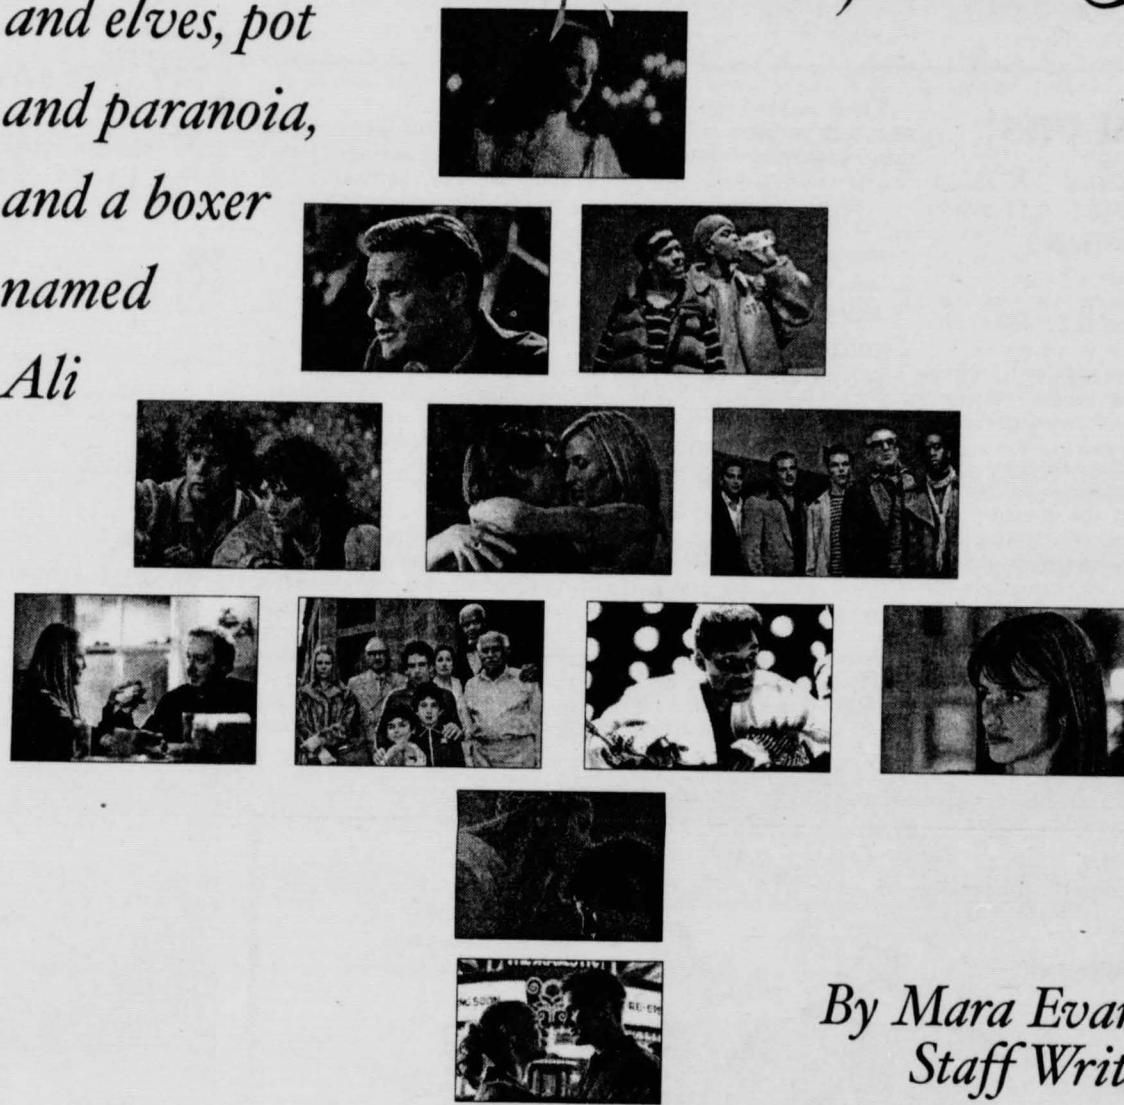 and elves, pot
and paranoia,
and a boxer
named
Ali
By Mara Evan
Staff Writ